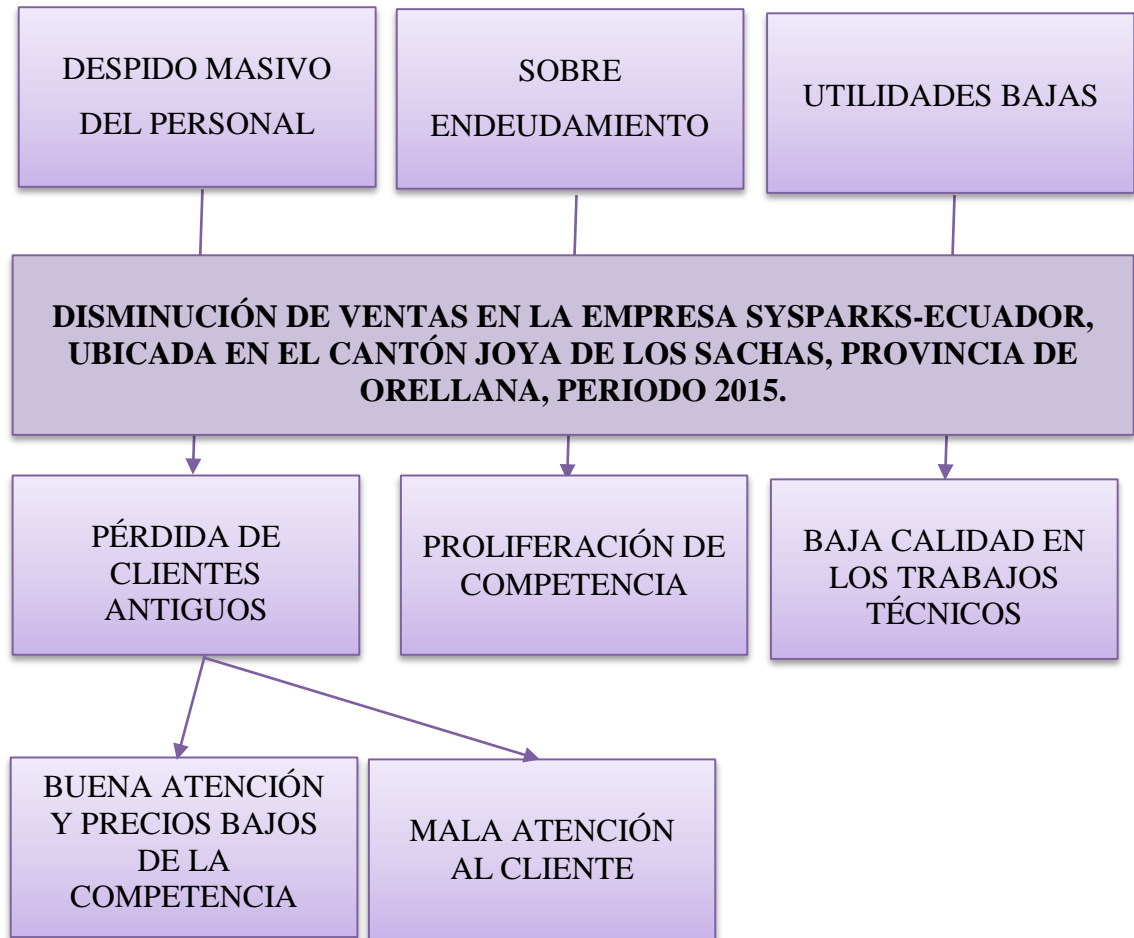 DESPIDO MASIVO
DEL PERSONAL
SOBRE
ENDEUDAMIENTO
UTILIDADES BAJAS
DISMINUCIÓN DE VENTAS EN LA EMPRESA SYSPARKS-ECUADOR,
UBICADA EN EL CANTÓN JOYA DE LOS SACHAS, PROVINCIA DE
ORELLANA, PERIODO 2015.
PÉRDIDA DE
CLIENTES
ANTIGUOS
PROLIFERACIÓN DE
COMPETENCIA
BAJA CALIDAD EN
LOS TRABAJOS
TÉCNICOS
BUENA ATENCIÓN
Y PRECIOS BAJOS
DE LA
COMPETENCIA
MALA ATENCIÓN
AL CLIENTE